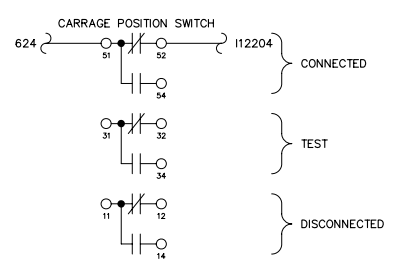 CARRAGE POSITION SWITCH
624 51 52 I12204
54
CONNECTED
31 32
34
TEST
11 12
14
DISCONNECTED